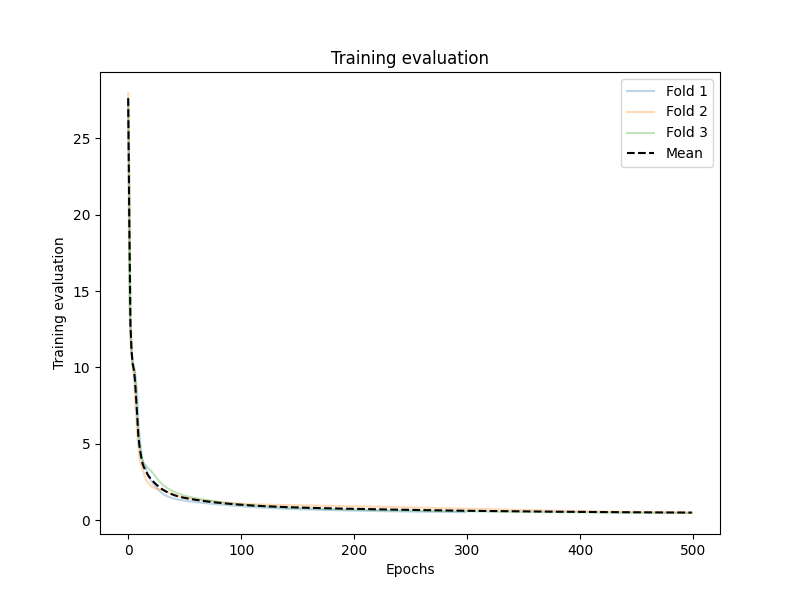 Training evaluation
Fold 1
Fold 2
Fold 3
Mean
Training evaluation
25
20
15
10
5
0
0 100 200 300 400 500
Epochs